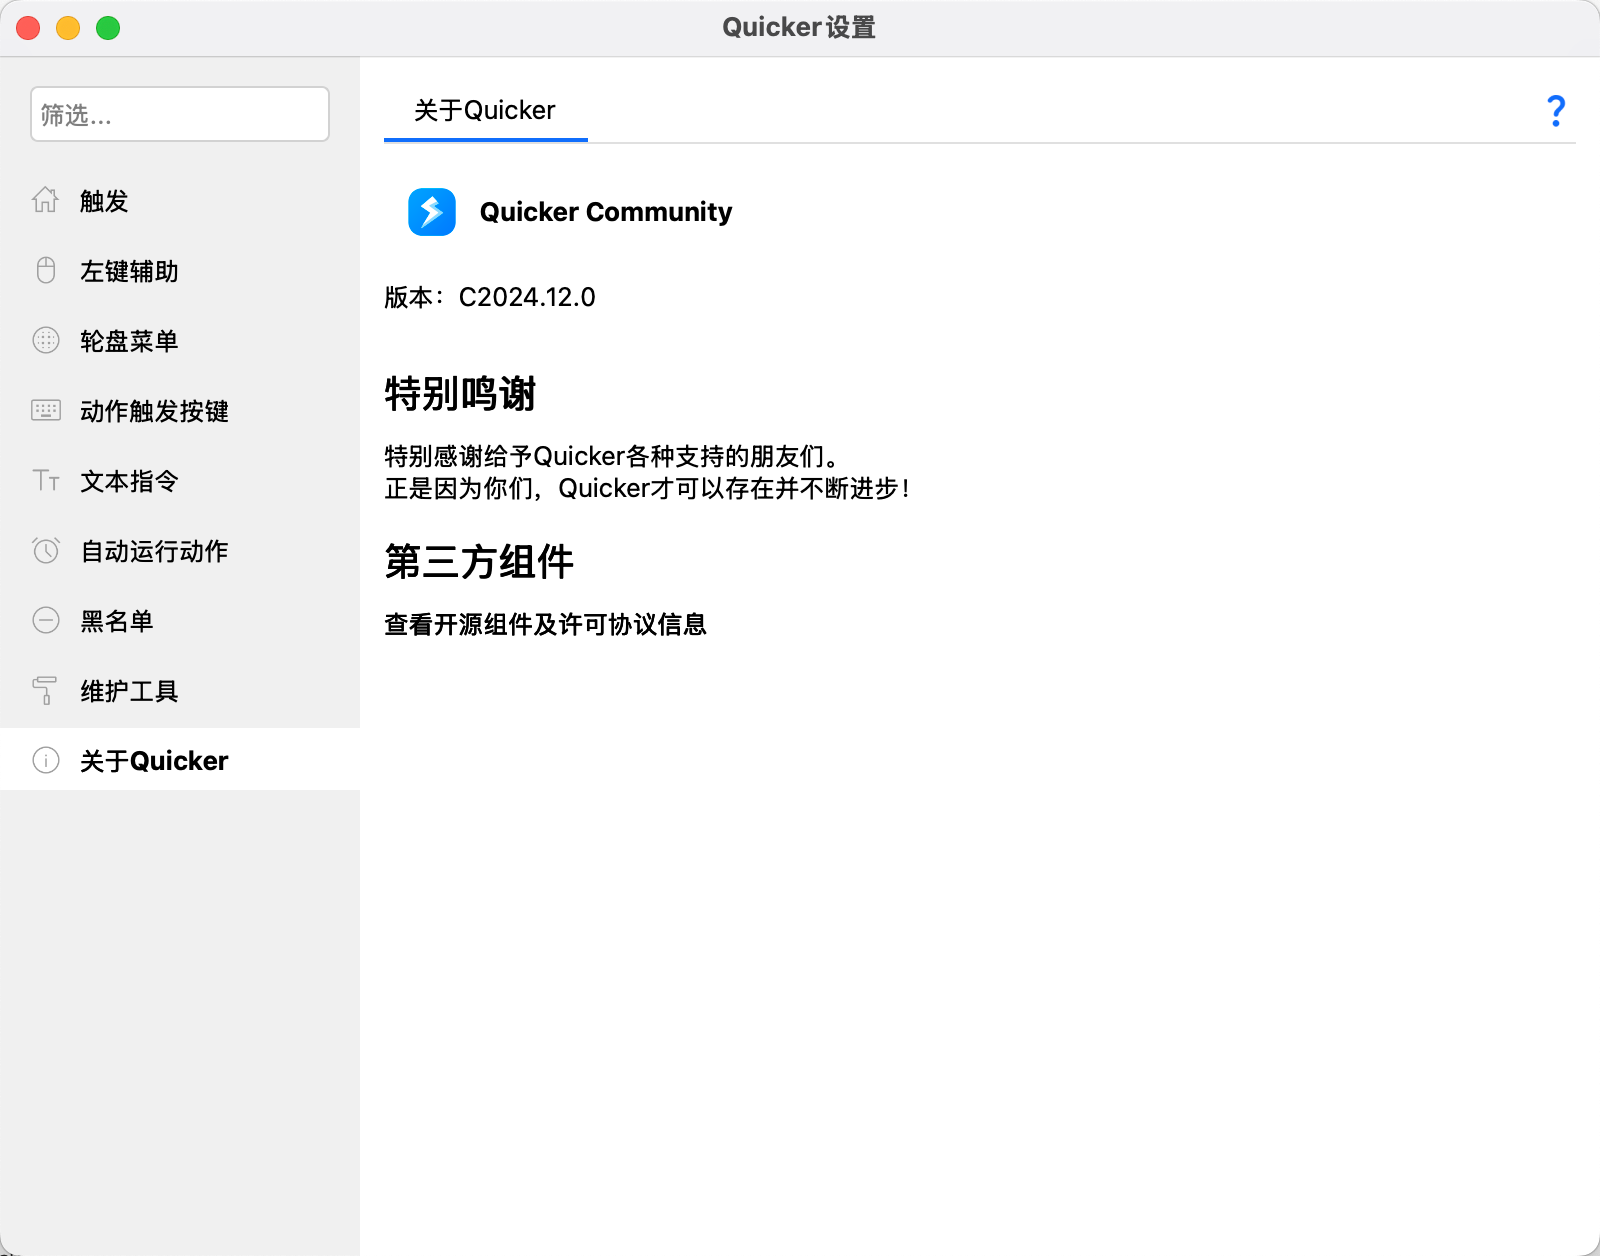 Quicker设置
筛选...
触发
左键辅助
轮盘菜单
动作触发按键
文本指令
自动运行动作
黑名单
维护工具
关于Quicker
关于Quicker
?
Quicker Community
版本：C2024.12.0
特别鸣谢
特别感谢给予Quicker各种支持的朋友们。
正是因为你们，Quicker才可以存在并不断进步！
第三方组件
查看开源组件及许可协议信息